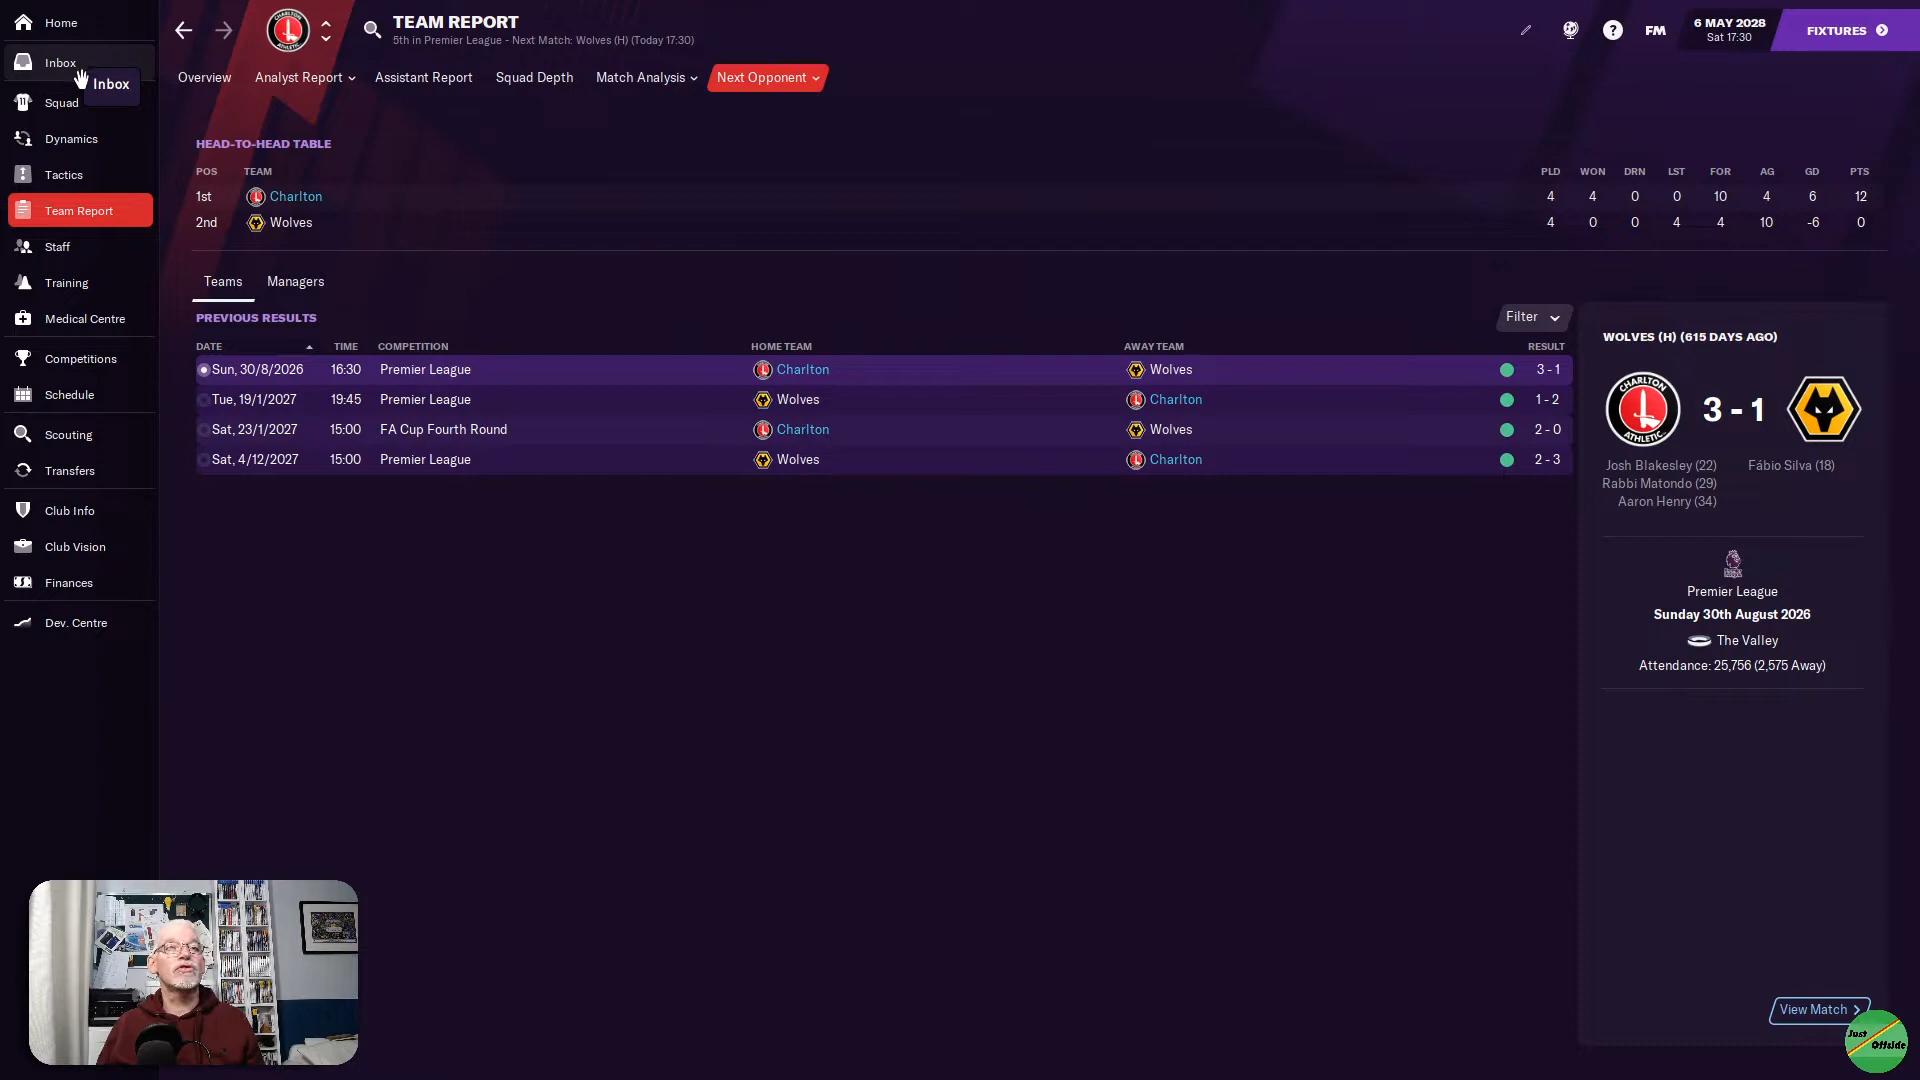 Home
TEAM REPORT
5th in Premier League - Next Match: Wolves (H) (Today 17:30)
FM
6 MAY 2028
Sat 17:30
FIXTURES
Inbox
Inbox
Overview
Analyst Report
Assistant Report
Squad Depth
Match Analysis
Next Opponent
Squad
Dynamics
Tactics
Team Report
Staff
Training
Medical Centre
Competitions
Schedule
Scouting
Transfers
Club Info
Club Vision
Finances
Dev. Centre
HEAD-TO-HEAD TABLE
POS TEAM PLD WON DRN LST FOR AG GD PTS
1st Charlton 4 4 0 0 10 4 6 12
2nd Wolves 4 0 0 4 4 10 -6 0
Teams Managers
PREVIOUS RESULTS
Filter
DATE TIME COMPETITION HOME TEAM AWAY TEAM RESULT
Sun, 30/8/2026 16:30 Premier League Charlton Wolves 3 - 1
Tue, 19/1/2027 19:45 Premier League Wolves Charlton 1 - 2
Sat, 23/1/2027 15:00 FA Cup Fourth Round Charlton Wolves 2 - 0
Sat, 4/12/2027 15:00 Premier League Wolves Charlton 2 - 3
WOLVES (H) (615 DAYS AGO)
CHARLTON
ATHLETIC
3 - 1
Josh Blakesley (22) Fábio Silva (18)
Rabbi Matondo (29)
Aaron Henry (34)
Premier League
Sunday 30th August 2026
The Valley
Attendance: 25,756 (2,575 Away)
View Match
Just
Offside